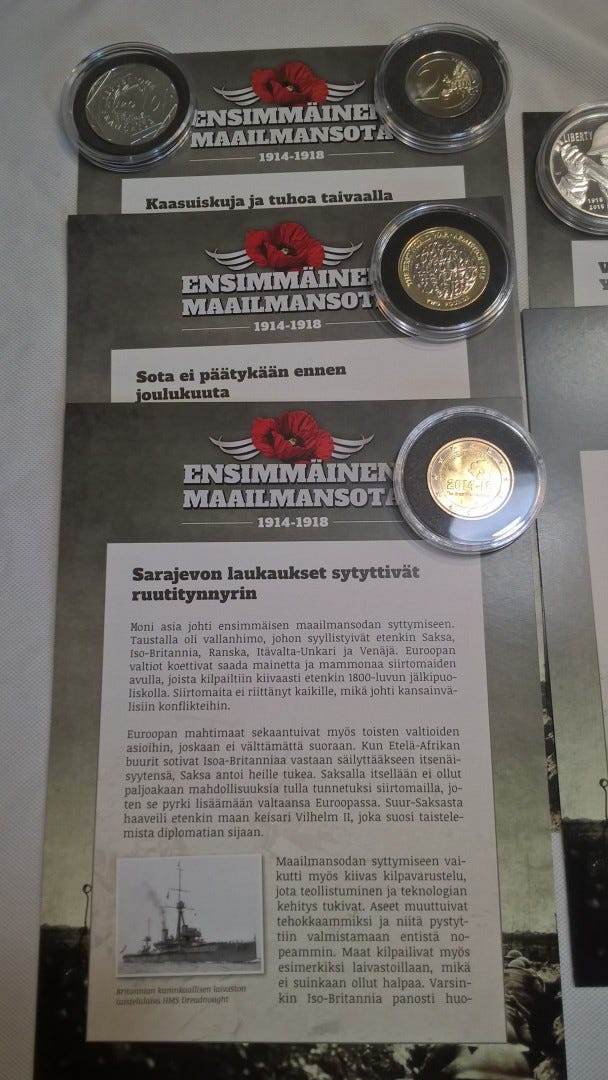 10
2
ENSIMMÄINEN
MAAILMANSOTA
1914-1918
Kaasuiskuja ja tuhoa taivaalla
LIBERTY
1918
ENSIMMÄINEN
MAAILMANSOTA
1914-1918
TWO POUNDS
Sota ei päätykään ennen
joulukuuta
ENSIMMÄINEN
MAAILMANSOTA
1914-1918
2014-18
Sarajevon laukaukset sytyttivät
ruutitynnyrin
Moni asia johti ensimmäisen maailmansodan syttymiseen.
Taustalla oli vallanhimo, johon syyllistyivät etenkin Saksa,
Iso-Britannia, Ranska, Itävalta-Unkari ja Venäjä. Euroopan
valtiot koettivat saada mainetta ja mammonaa siirtomaiden
avulla, joista kilpailtiin kiivaasti etenkin 1800-luvun jälkipuo-
liskolla. Siirtomaita ei riittänyt kaikille, mikä johti kansainvä-
lisiin konflikteihin.
Euroopan mahtimaat sekaantuivat myös toisten valtioiden
asioihin, joskaan ei välttämättä suoraan. Kun Etelä-Afrikan
buurit sotivat Isoa-Britanniaa vastaan säilyttääkseen itsenäi-
syytensä, Saksa antoi heille tukea. Saksalla itsellään ei ollut
paljoakaan mahdollisuuksia tulla tunnetuksi siirtomailla, jo-
ten se pyrki lisäämään valtaansa Euroopassa. Suur-Saksasta
haaveili etenkin maan keisari Vilhelm II, joka suosi taistele-
mista diplomatian sijaan.
Maailmansodan syttymiseen vai-
kutti myös kiivas kilpavarustelu,
jota teollistuminen ja teknologian
kehitys tukivat. Aseet muuttuivat
tehokkaammiksi ja niitä pystyt-
tiin valmistamaan entistä no-
peammin. Maat kilpailivat myös
esimerkiksi laivastoillaan, mikä
ei suinkaan ollut halpaa. Varsin-
kin Iso-Britannia panosti huo-
Britannian kuninkaallisen laivaston
taistelulaiva HMS Dreadnought